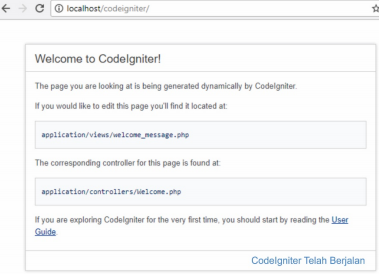 localhost/codeigniter/
Welcome to CodeIgniter!
The page you are looking at is being generated dynamically by CodeIgniter.
If you would like to edit this page you'll find it located at:
application/views/welcome_message.php
The corresponding controller for this page is found at:
application/controllers/Welcome.php
If you are exploring CodeIgniter for the very first time, you should start by reading the User
Guide.
CodeIgniter Telah Berjalan